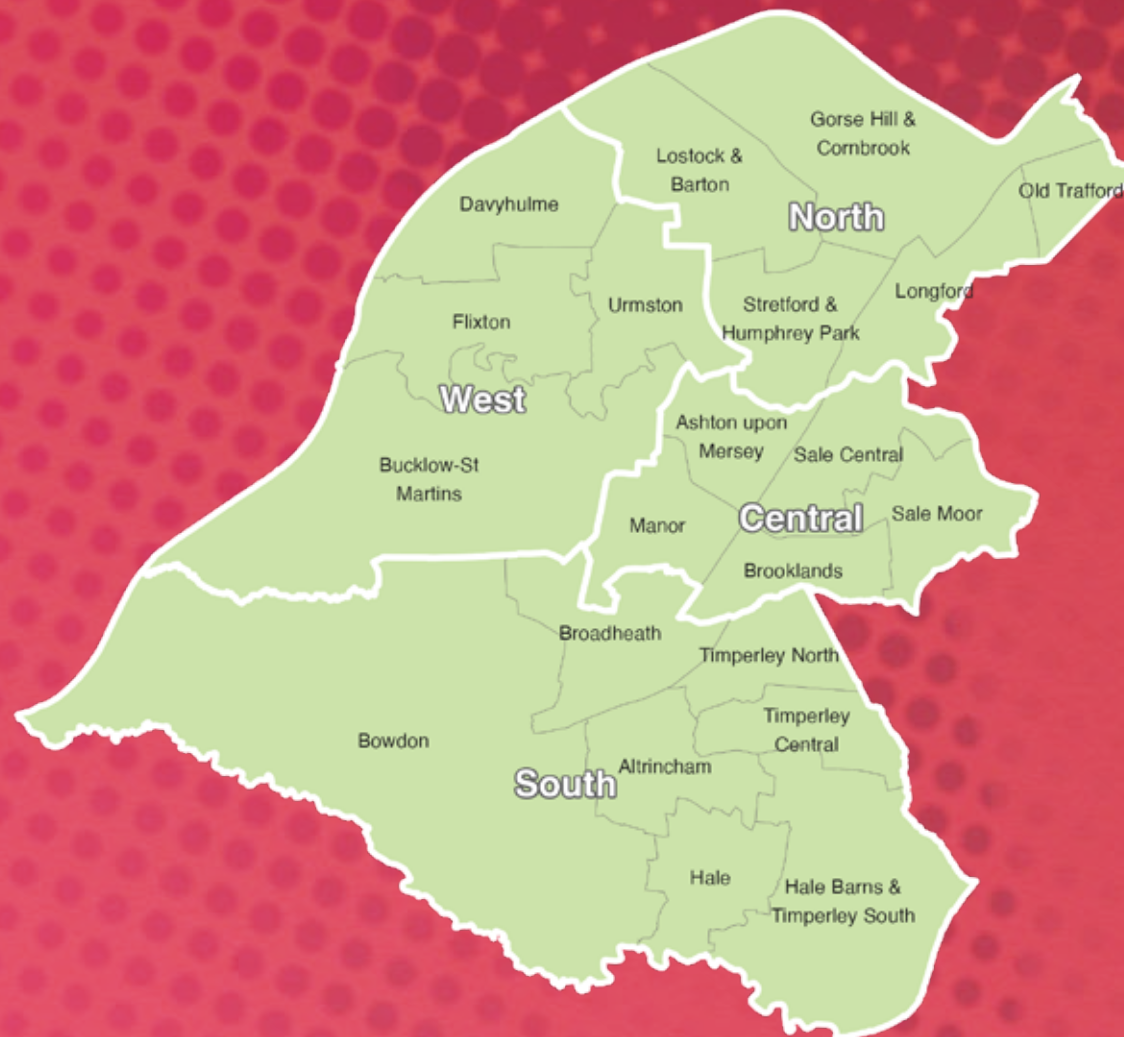 Gorse Hill &
Cornbrook
Lostock &
Barton
Old Trafford
Davyhulme
North
Longford
Urmston
Stretford &
Humphrey Park
Flixton
West
Ashton upon
Mersey
Sale Central
Bucklow-St
Martins
Manor
Central
Sale Moor
Brooklands
Broadheath
Timperley North
Timperley
Central
Bowdon
Altrincham
South
Hale
Hale Barns &
Timperley South